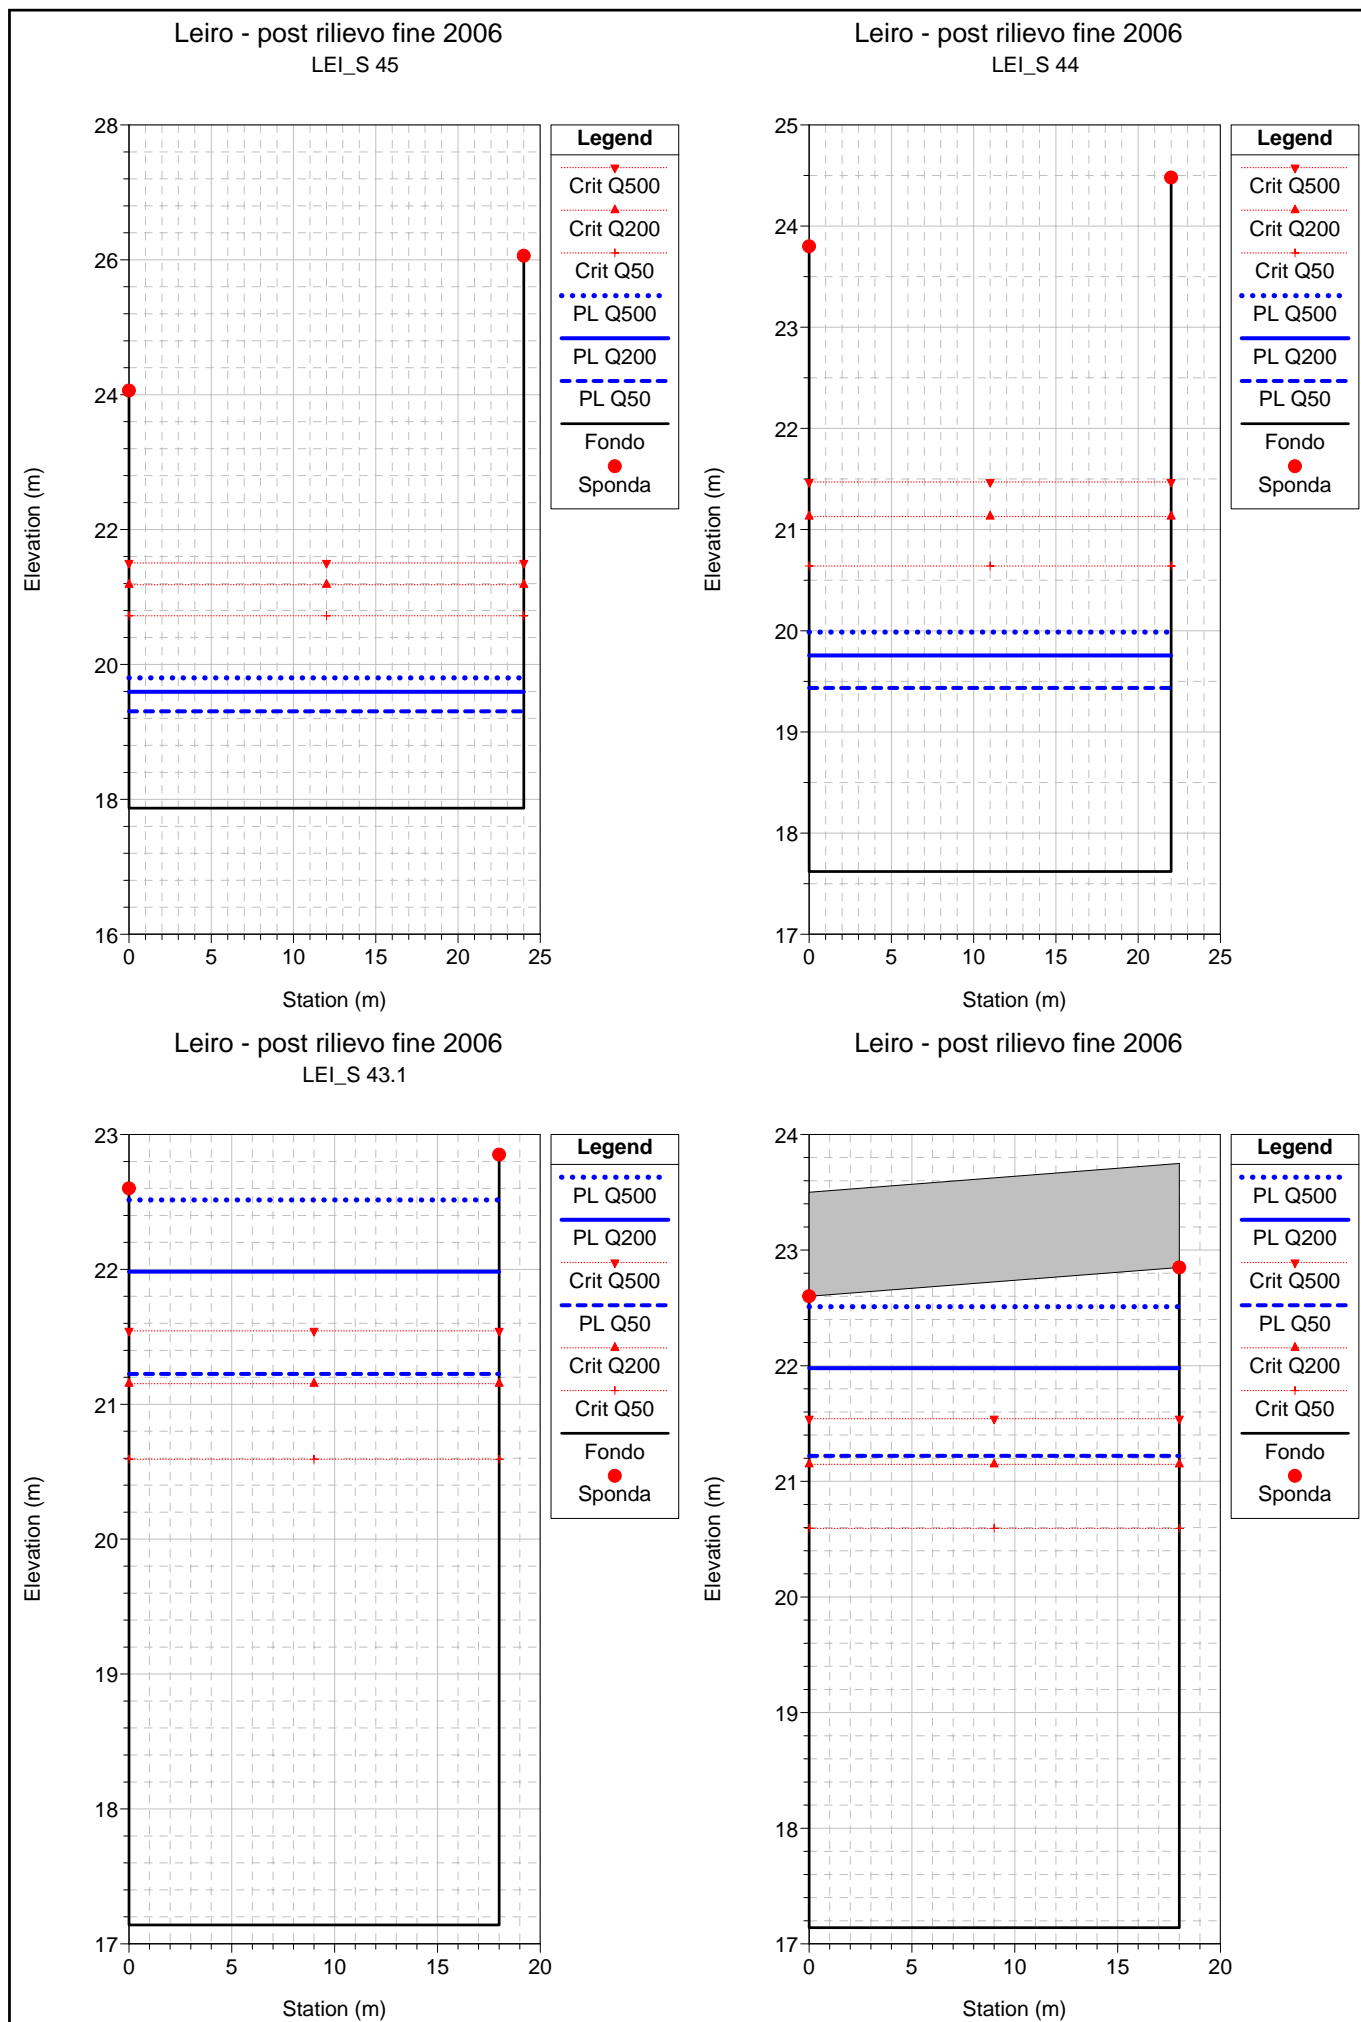 Leiro - post rilievo fine 2006
LEI_S 45
28
26
24
22
20
18
16
0 5 10 15 20 25
Elevation (m)
Station (m)
Legend
Crit Q500
Crit Q200
Crit Q50
PL Q500
PL Q200
PL Q50
Fondo
Sponda
Leiro - post rilievo fine 2006
LEI_S 44
25
24
23
22
21
20
19
18
17
0 5 10 15 20 25
Elevation (m)
Station (m)
Legend
Crit Q500
Crit Q200
Crit Q50
PL Q500
PL Q200
PL Q50
Fondo
Sponda
Leiro - post rilievo fine 2006
LEI_S 43.1
23
22
21
20
19
18
17
0 5 10 15 20
Elevation (m)
Station (m)
Legend
PL Q500
PL Q200
Crit Q500
PL Q50
Crit Q200
Crit Q50
Fondo
Sponda
Leiro - post rilievo fine 2006
24
23
22
21
20
19
18
17
0 5 10 15 20
Elevation (m)
Station (m)
Legend
PL Q500
PL Q200
Crit Q500
PL Q50
Crit Q200
Crit Q50
Fondo
Sponda